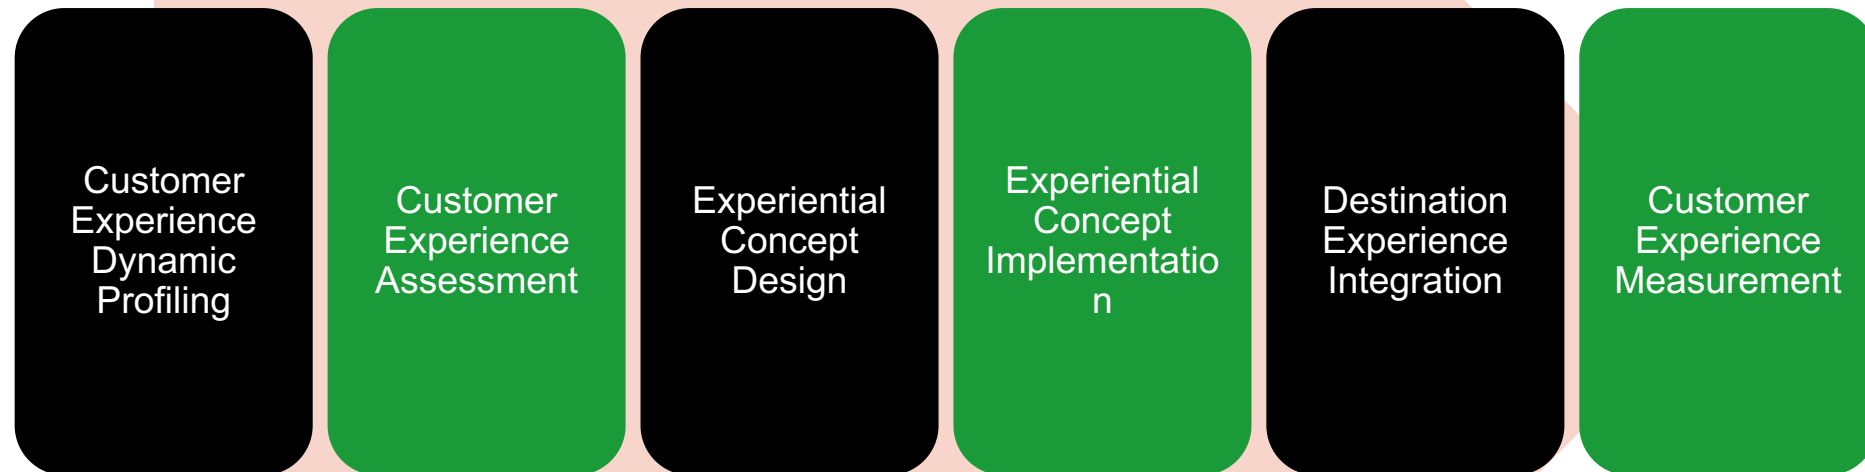 Customer
Experience
Dynamic
Profiling
Customer
Experience
Assessment
Experiential
Concept
Design
Experiential
Concept
Implementatio
n
Destination
Experience
Integration
Customer
Experience
Measurement